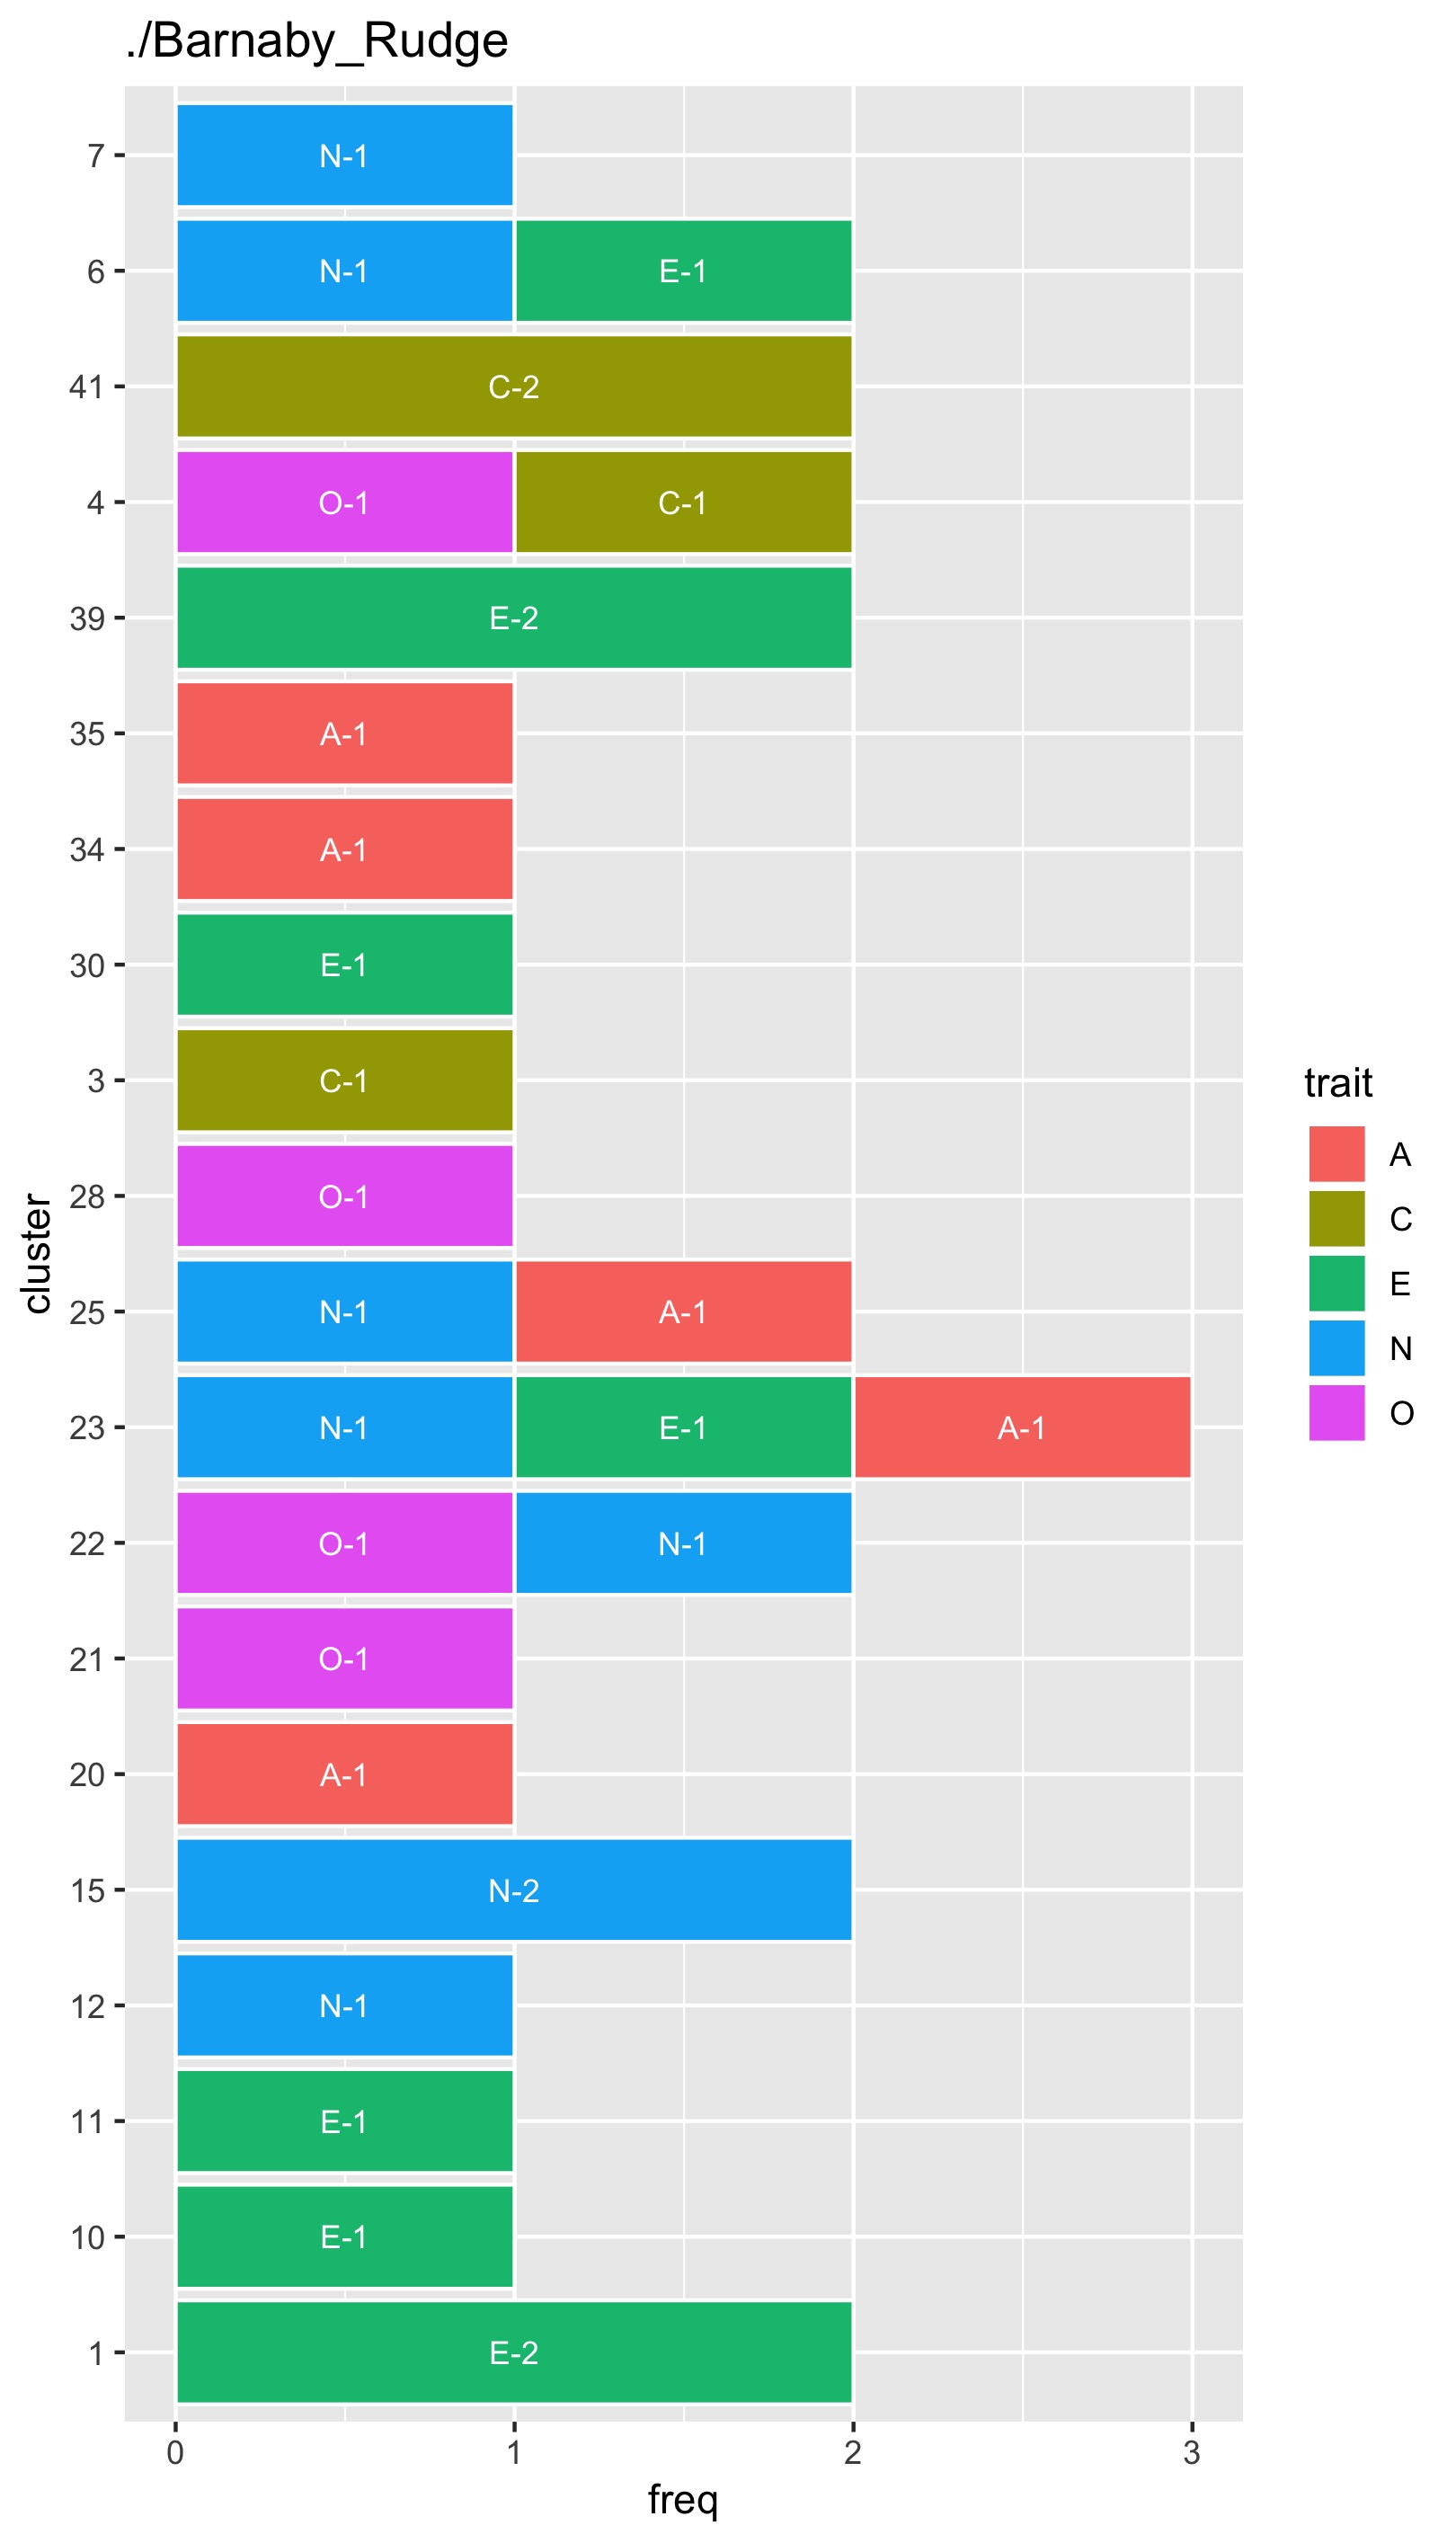 ./Barnaby_Rudge
7 N-1
6 N-1 E-1
41 C-2
4 O-1 C-1
39 E-2
35 A-1
34 A-1
30 E-1
3 C-1
28 O-1
25 N-1 A-1
23 N-1 E-1 A-1
22 O-1 N-1
21 O-1
20 A-1
15 N-2
12 N-1
11 E-1
10 E-1
1 E-2
0 1 2 3
freq
cluster
trait
A
C
E
N
O